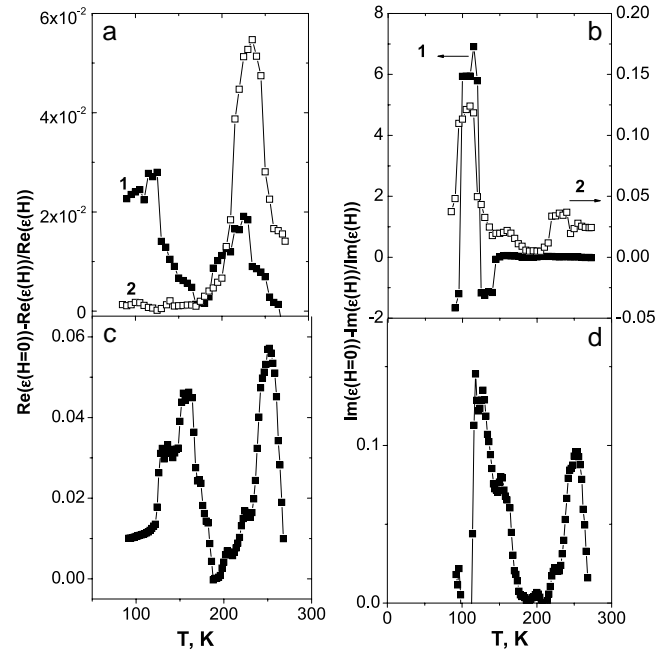 6x10-2
4x10-2
2x10-2
0
a
1
2
8
6
4
2
0
-2
b
1
2
0.20
0.15
0.10
0.05
0.00
-0.05
Re(ε(H=0))-Re(ε(H))/Re(ε(H))
Im(ε(H=0))-Im(ε(H))/Im(ε(H))
0.06
0.04
0.02
0.00
c
100
200
300
T, K
0.1
0.0
d
100
200
300
T, K